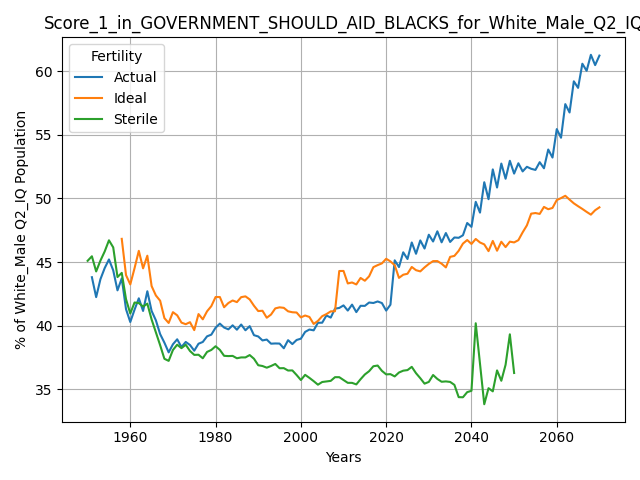 Score_1_in_GOVERNMENT_SHOULD_AID_BLACKS_for_White_Male_Q2_IQ
Fertility
Actual
Ideal
Sterile
% of White_Male Q2_IQ Population
60
55
50
45
40
35
1960
1980
2000
2020
2040
2060
Years